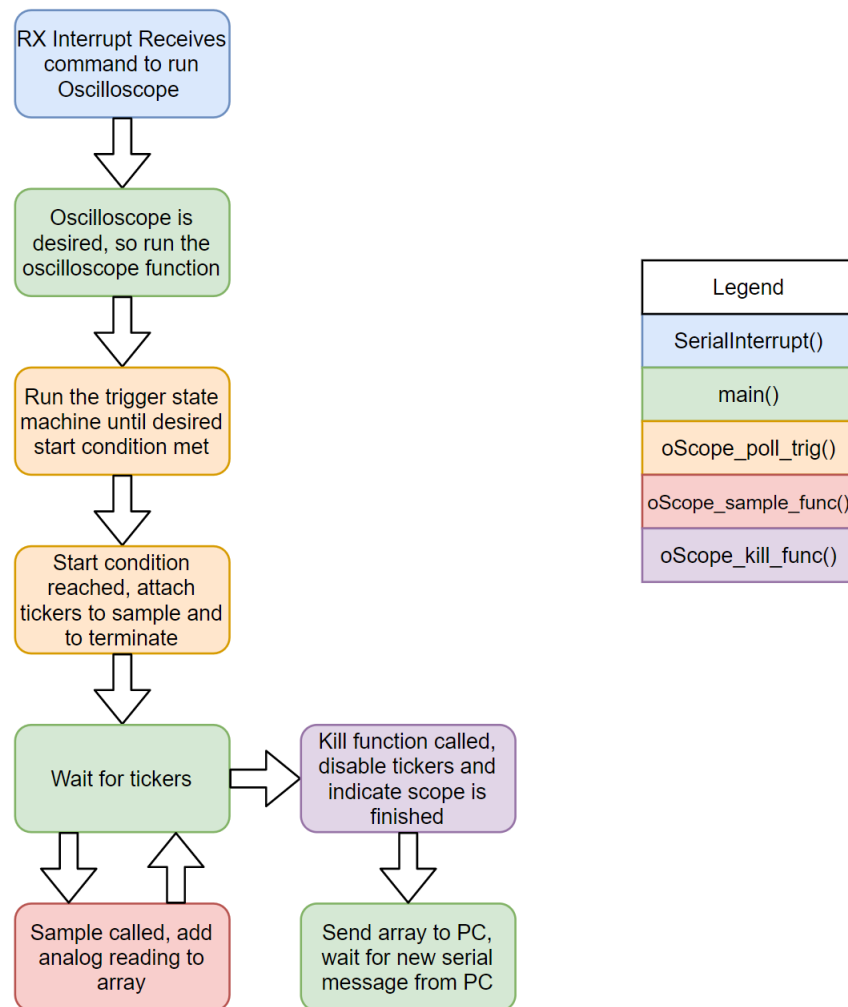 RX Interrupt Receives
command to run
Oscilloscope
Oscilloscope is
desired, so run the
oscilloscope function
Run the trigger state
machine until desired
start condition met
Start condition
reached, attach
tickers to sample and
to terminate
Wait for tickers
Kill function called,
disable tickers and
indicate scope is
finished
Sample called, add
analog reading to
array
Send array to PC,
wait for new serial
message from PC
Legend
SerialInterrupt()
main()
oScope_poll_trig()
oScope_sample_func()
oScope_kill_func()